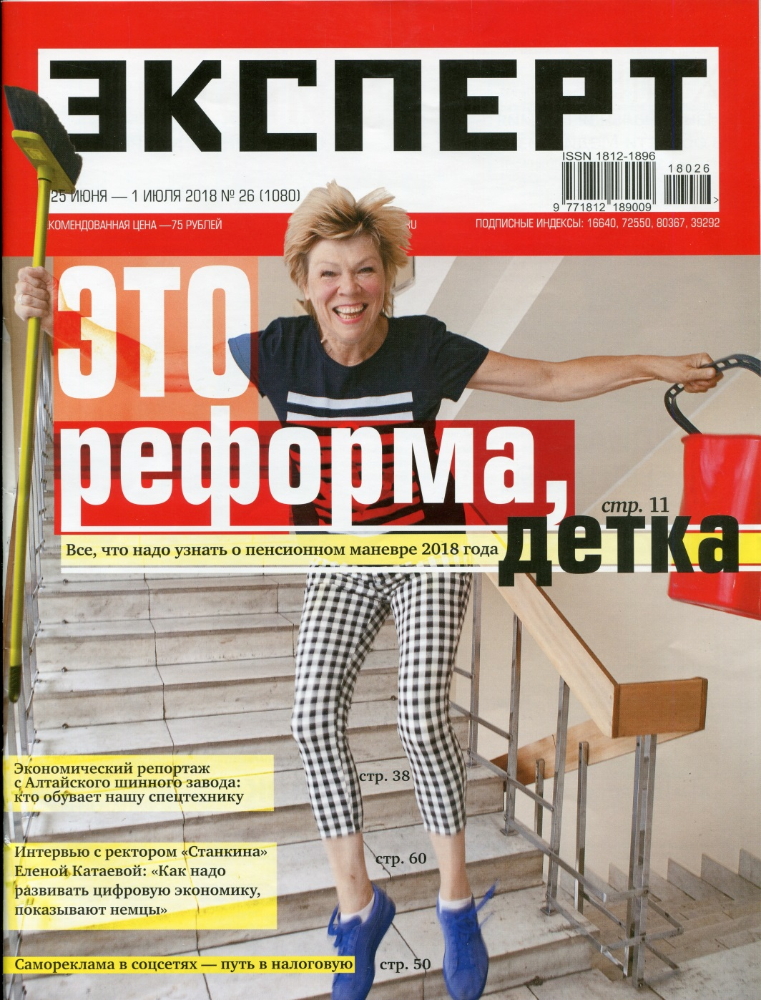 ЭКСПЕРТ
ISSN 1812-1896
18026
25 ИЮНЯ — 1 ИЮЛЯ 2018 № 26 (1080)
9 771812 189009 >
КОМЕНДОВАННАЯ ЦЕНА —75 РУБЛЕЙ
RU
ПОДПИСНЫЕ ИНДЕКСЫ: 16640, 72550, 80367, 39292
ЭТО
реформа,
стр. 11
детка
Все, что надо узнать о пенсионном маневре 2018 года
Экономический репортаж
с Алтайского шинного завода:
кто обувает нашу спецтехнику
стр. 38
Интервью с ректором «Станкина»
Еленой Катаевой: «Как надо
развивать цифровую экономику,
показывают немцы»
стр. 60
Самореклама в соцсетях — путь в налоговую
стр. 50